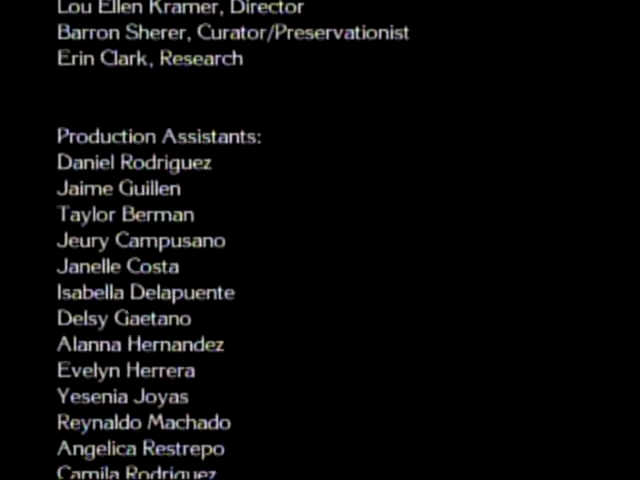 Lou Ellen Kramer, Director
Barron Sherer, Curator/Preservationist
Erin Clark, Research
Production Assistants:
Daniel Rodriguez
Jaime Guillen
Taylor Berman
Jeury Campusano
Janelle Costa
Isabella Delapuente
Delsy Gaetano
Alanna Hernandez
Evelyn Herrera
Yesenia Joyas
Reynaldo Machado
Angelica Restrepo
Camila Rodriguez